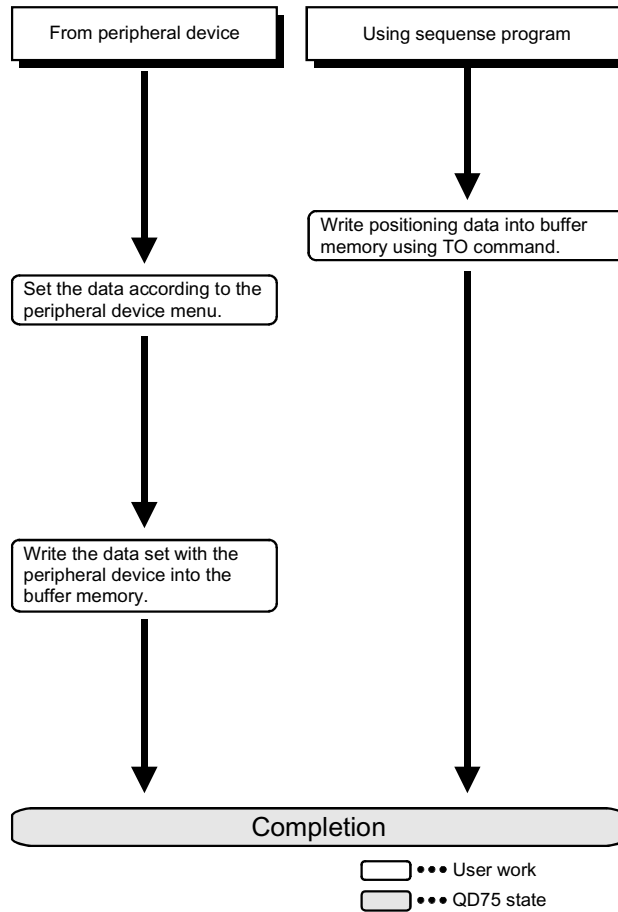 From peripheral device
Using sequense program
Write positioning data into buffer
memory using TO command.
Set the data according to the
peripheral device menu.
Write the data set with the
peripheral device into the
buffer memory.
Completion
••• User work
••• QD75 state